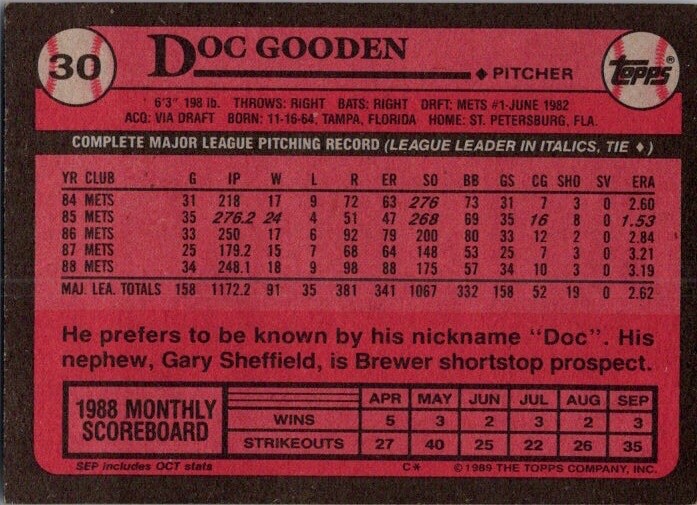 30
DOC GOODEN
PITCHER
TOPPS®
6'3" 198 lb. THROWS: RIGHT BATS: RIGHT DRFT: METS #1-JUNE 1982
ACQ: VIA DRAFT BORN: 11-16-64, TAMPA, FLORIDA HOME: ST. PETERSBURG, FLA.
COMPLETE MAJOR LEAGUE PITCHING RECORD (LEAGUE LEADER IN ITALICS, TIE ♦)
YR CLUB G IP W L R ER SO BB GS CG SHO SV ERA
84 METS 31 218 17 9 72 63 276 73 31 7 3 0 2.60
85 METS 35 276.2 24 4 51 47 268 69 35 16 8 0 1.53
86 METS 33 250 17 6 92 79 200 80 33 12 2 0 2.84
87 METS 25 179.2 15 7 68 64 148 53 25 7 3 0 3.21
88 METS 34 248.1 18 9 98 88 175 57 34 10 3 0 3.19
MAJ. LEA. TOTALS 158 1172.2 91 35 381 341 1067 332 158 52 19 0 2.62
He prefers to be known by his nickname "Doc". His
nephew, Gary Sheffield, is Brewer shortstop prospect.
1988 MONTHLY
SCOREBOARD
APR MAY JUN JUL AUG SEP
WINS 5 3 2 3 2 3
STRIKEOUTS 27 40 25 22 26 35
SEP includes OCT stats
C*
© 1989 THE TOPPS COMPANY, INC.